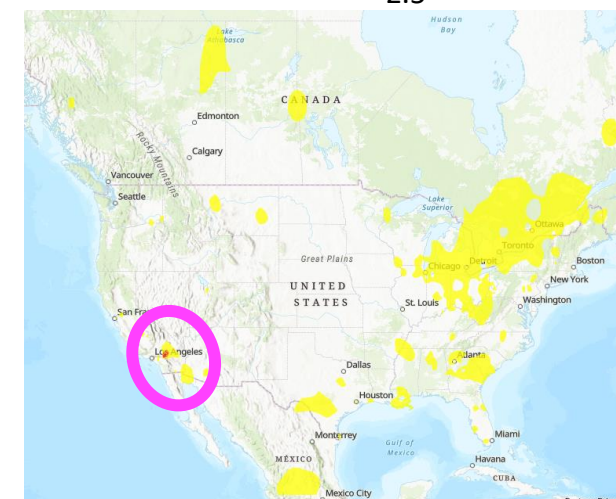 Hudson
Bay
Lake
Athabasca
CANADA
Edmonton
Calgary
Rocky Mountains
Vancouver
Seattle
Lake
Superior
Ottawa
Toronto
Great Plains
Chicago
Detroit
Boston
New York
UNITED
STATES
St. Louis
Washington
San Fran
Los Angeles
Atlanta
Dallas
Houston
Monterrey
Gulf of
Mexico
Miami
MÉXICO
Havana
CUBA
Mexico City